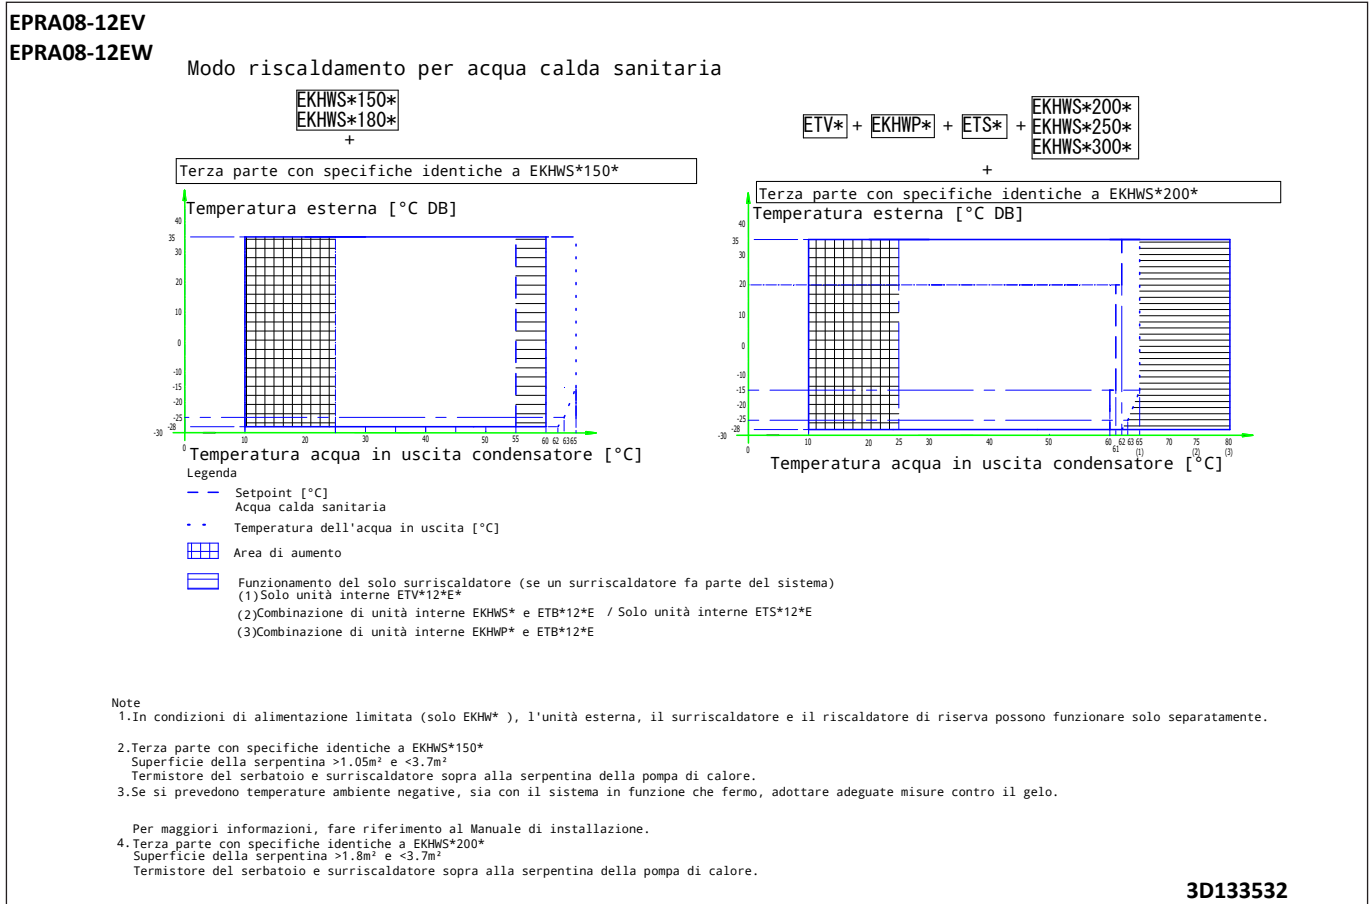 EPRA08-12EV
EPRA08-12EW
Modo riscaldamento per acqua calda sanitaria
EKHWS*150*
EKHWS*180*
+
Terza parte con specifiche identiche a EKHWS*150*
Temperatura esterna [°C DB]
40
35
30
20
10
0
-10
-15
-20
-25
-28
-30
0
10
20
25
30
40
50
55
60
62
63
65
Temperatura acqua in uscita condensatore [°C]
ETV* + EKHWP* + ETS* +
EKHWS*200*
EKHWS*250*
EKHWS*300*
+
Terza parte con specifiche identiche a EKHWS*200*
Temperatura esterna [°C DB]
40
35
30
20
10
0
-10
-15
-20
-25
-28
-30
0
10
20
25
30
40
50
60
61
62
63
65
(1)
70
75
(2)
80
(3)
Temperatura acqua in uscita condensatore [°C]
Legenda
Setpoint [°C]
Acqua calda sanitaria
Temperatura dell'acqua in uscita [°C]
Area di aumento
Funzionamento del solo surriscaldatore (se un surriscaldatore fa parte del sistema)
(1)Solo unità interne ETV*12*E*
(2)Combinazione di unità interne EKHWS* e ETB*12*E / Solo unità interne ETS*12*E
(3)Combinazione di unità interne EKHWP* e ETB*12*E
Note
1.In condizioni di alimentazione limitata (solo EKHW* ), l'unità esterna, il surriscaldatore e il riscaldatore di riserva possono funzionare solo separatamente.
2.Terza parte con specifiche identiche a EKHWS*150*
Superficie della serpentina >1.05m² e <3.7m²
Termistore del serbatoio e surriscaldatore sopra alla serpentina della pompa di calore.
3.Se si prevedono temperature ambiente negative, sia con il sistema in funzione che fermo, adottare adeguate misure contro il gelo.
Per maggiori informazioni, fare riferimento al Manuale di installazione.
4.Terza parte con specifiche identiche a EKHWS*200*
Superficie della serpentina >1.8m² e <3.7m²
Termistore del serbatoio e surriscaldatore sopra alla serpentina della pompa di calore.
3D133532